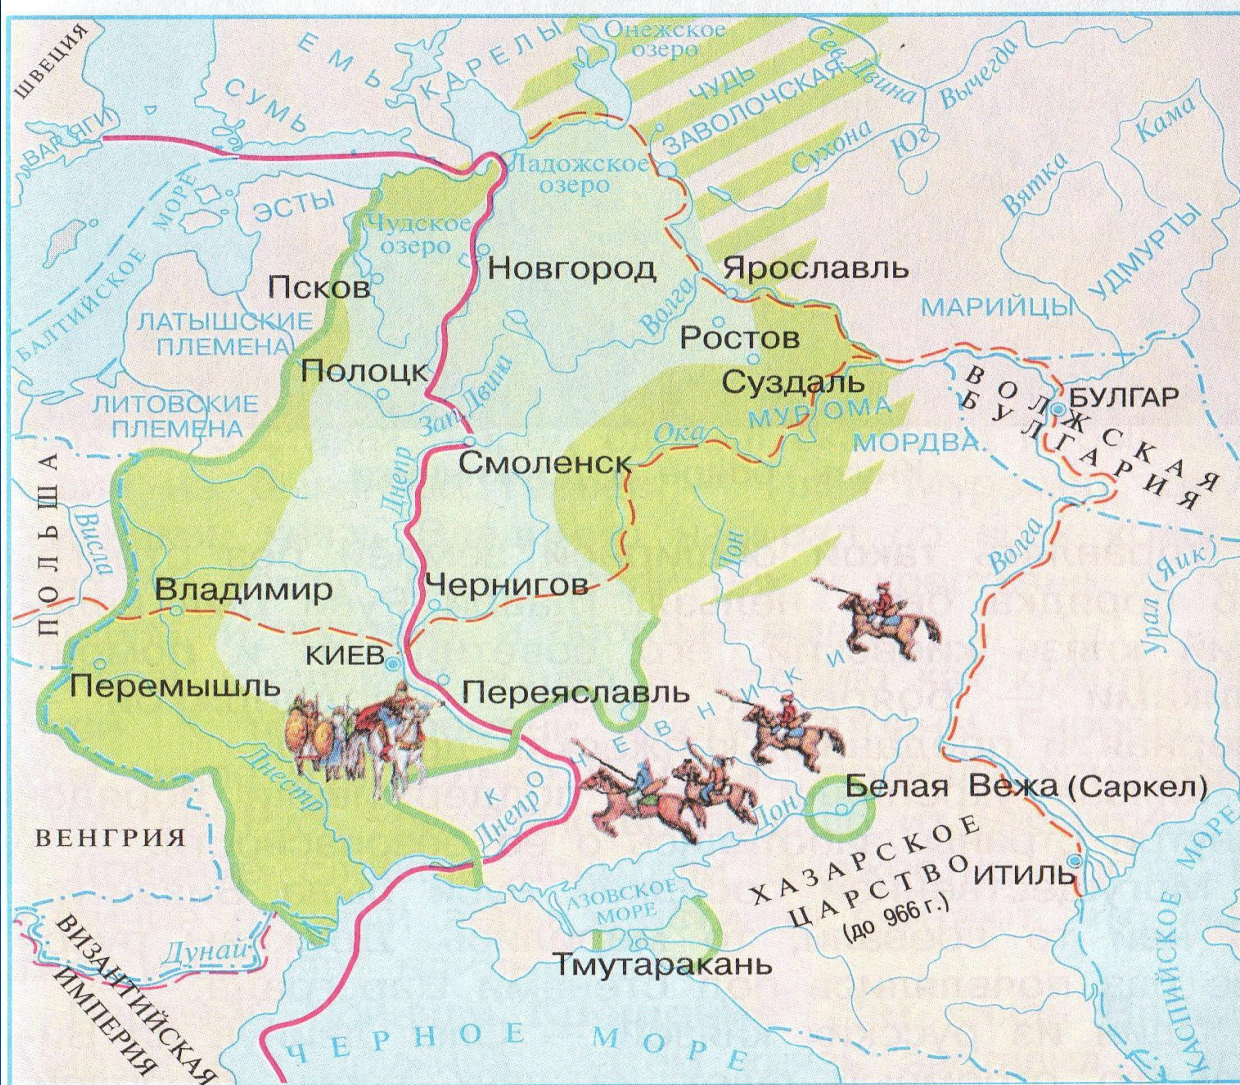 ШВЕЦИЯ
ЕМЬ
КАРЕЛЫ
Онежское
озеро
Сев. Двина
Вычегда
ЧУДЬ
ЗАВОЛОЧСКАЯ
СУМЬ
ВАРЯГИ
Сухона
Юг
Кама
Вятка
УДМУРТЫ
Ладожское
озеро
ЭСТЫ
Чудское
озеро
БАЛТИЙСКОЕ МОРЕ
Псков
Новгород
Ярославль
МАРИЙЦЫ
Волга
ЛАТЫШСКИЕ
ПЛЕМЕНА
Ростов
Полоцк
Зап. Двина
Суздаль
МУРОМА
БУЛГАР
ВОЛЖСКАЯ
БУЛГАРИЯ
ЛИТОВСКИЕ
ПЛЕМЕНА
Ока
МОРДВА
Смоленск
Днепр
ПОЛЬША
Висла
Дон
Волга
Урал (Яик)
Владимир
Чернигов
КИЕВ
Перемышль
Переяславль
КОЧЕВНИКИ
Днестр
Днепр
Дон
Белая Вежа (Саркел)
ВЕНГРИЯ
ХАЗАРСКОЕ
ЦАРСТВО
(до 966 г.)
ИТИЛЬ
АЗОВСКОЕ
МОРЕ
Дунай
Тмутаракань
ВИЗАНТИЙСКАЯ
ИМПЕРИЯ
ЧЕРНОЕ МОРЕ
КАСПИЙСКОЕ МОРЕ